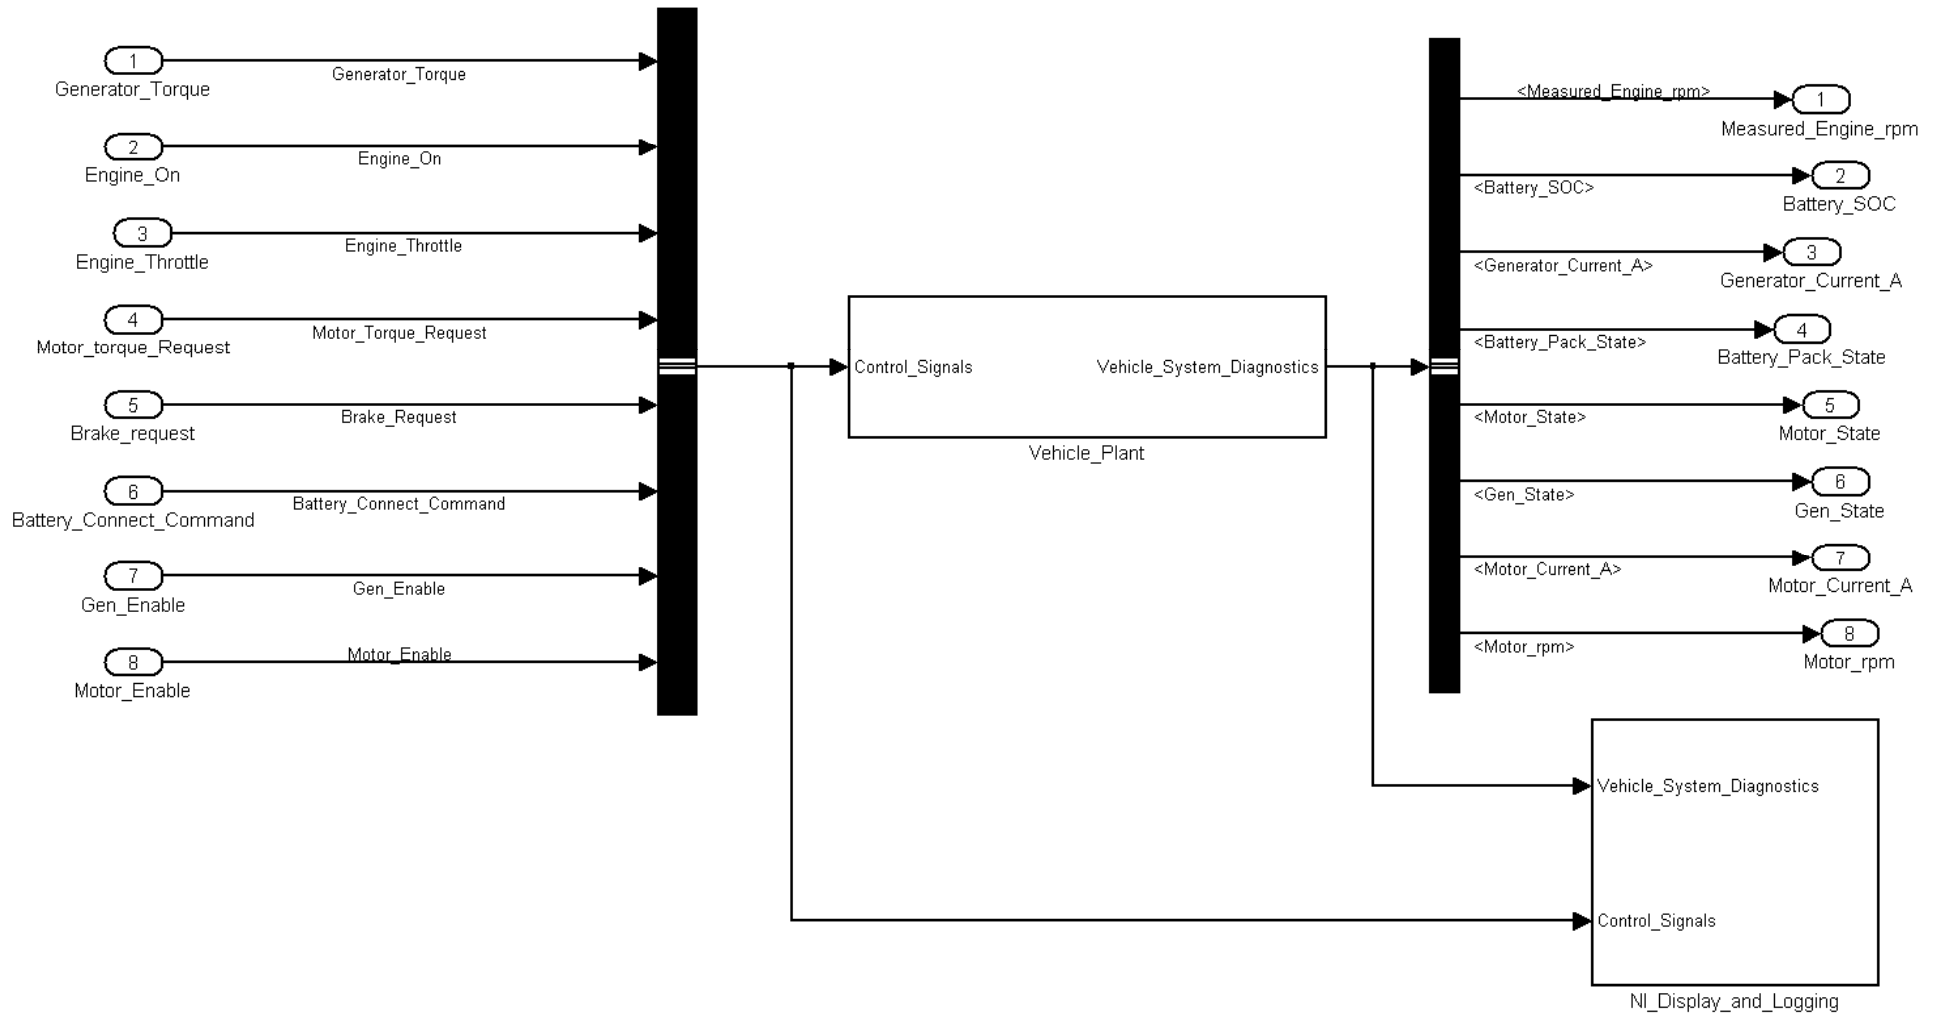 1
Generator_Torque
Generator_Torque
2
Engine_On
Engine_On
3
Engine_Throttle
Engine_Throttle
4
Motor_torque_Request
Motor_Torque_Request
5
Brake_request
Brake_Request
6
Battery_Connect_Command
Battery_Connect_Command
7
Gen_Enable
Gen_Enable
8
Motor_Enable
Motor_Enable
Control_Signals
Vehicle_System_Diagnostics
Vehicle_Plant
<Measured_Engine_rpm>
1
Measured_Engine_rpm
<Battery_SOC>
2
Battery_SOC
<Generator_Current_A>
3
Generator_Current_A
<Battery_Pack_State>
4
Battery_Pack_State
<Motor_State>
5
Motor_State
<Gen_State>
6
Gen_State
<Motor_Current_A>
7
Motor_Current_A
<Motor_rpm>
8
Motor_rpm
Vehicle_System_Diagnostics
Control_Signals
NI_Display_and_Logging